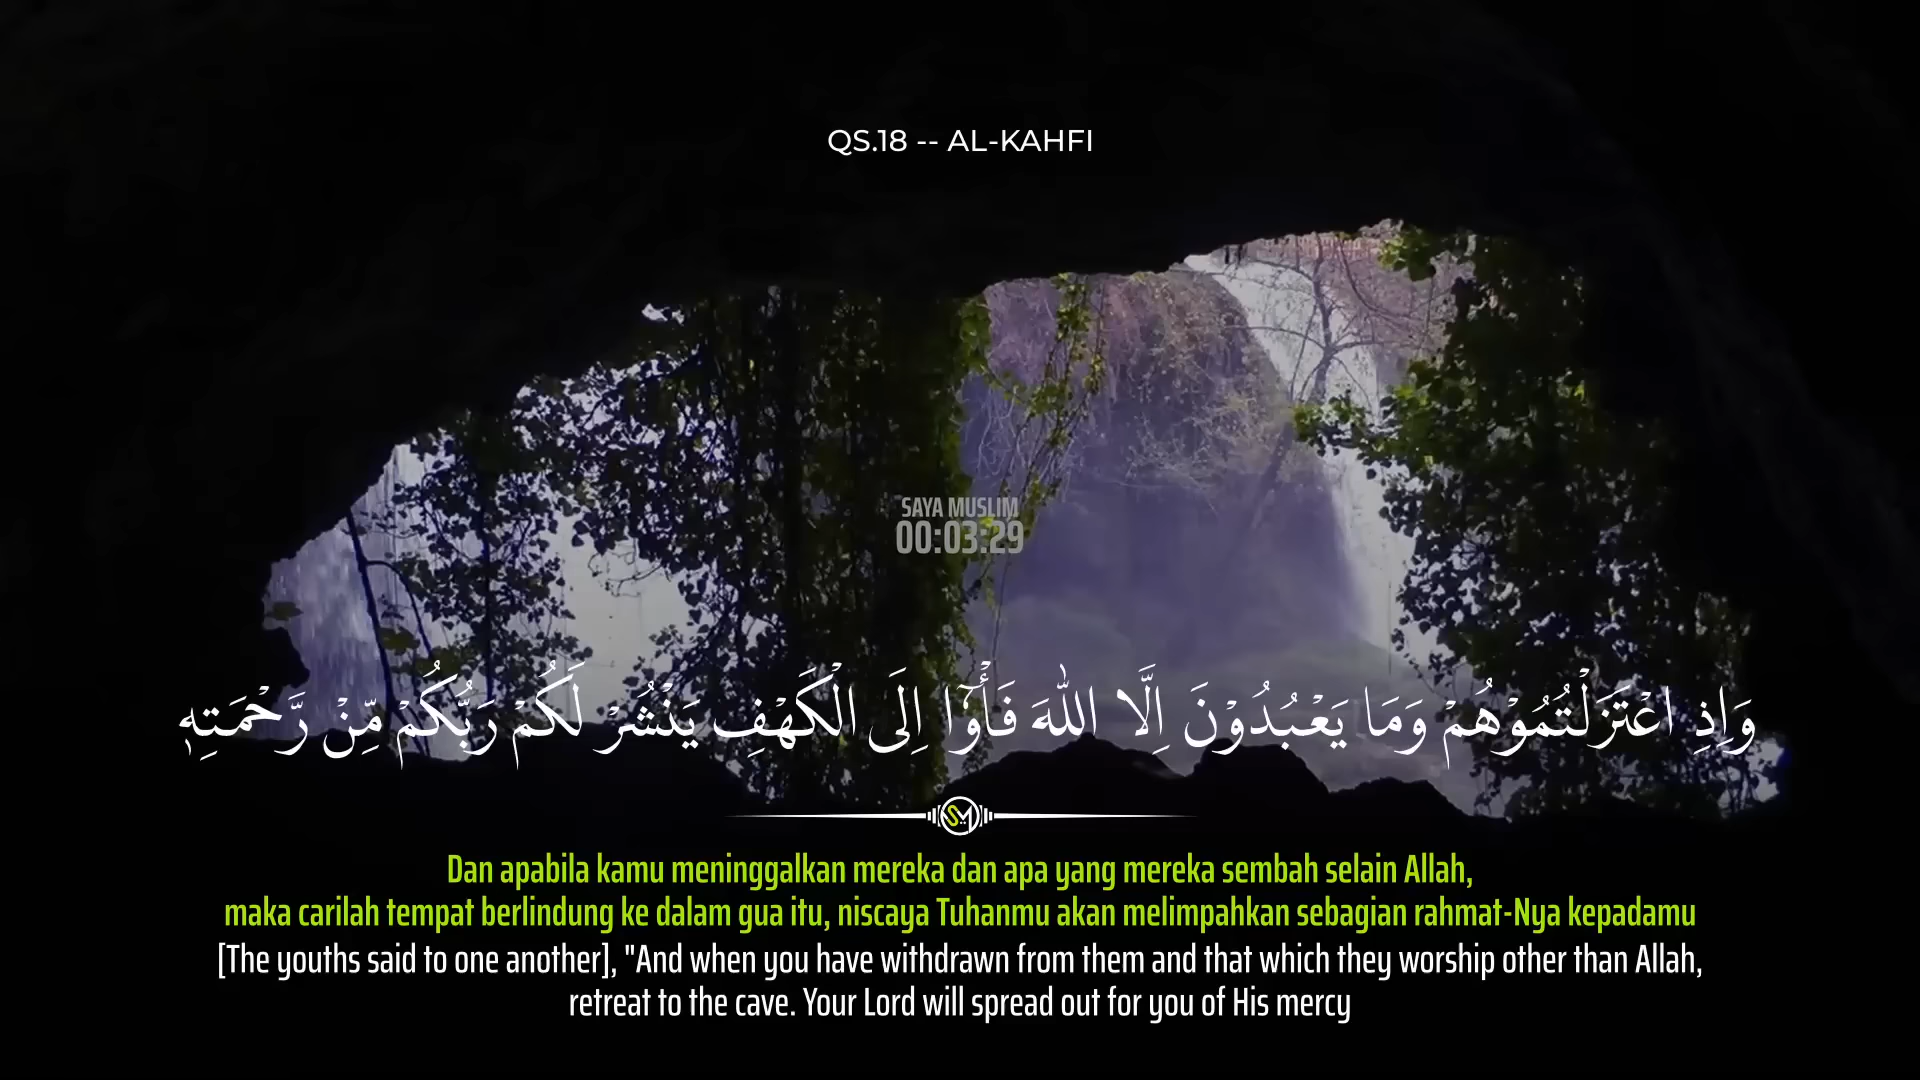 QS.18 -- AL-KAHFI
SAYA MUSLIM
00:03:29
وَاِذِ اعْتَزَلْتُمُوْهُمْ وَمَا يَعْبُدُوْنَ اِلَّا اللّٰهَ فَأْوٗٓا اِلَى الْكَهْفِ يَنْشُرْ لَكُمْ رَبُّكُمْ مِّنْ رَّحْمَتِهٖ
SM
Dan apabila kamu meninggalkan mereka dan apa yang mereka sembah selain Allah,
maka carilah tempat berlindung ke dalam gua itu, niscaya Tuhanmu akan melimpahkan sebagian rahmat-Nya kepadamu
[The youths said to one another], "And when you have withdrawn from them and that which they worship other than Allah,
retreat to the cave. Your Lord will spread out for you of His mercy